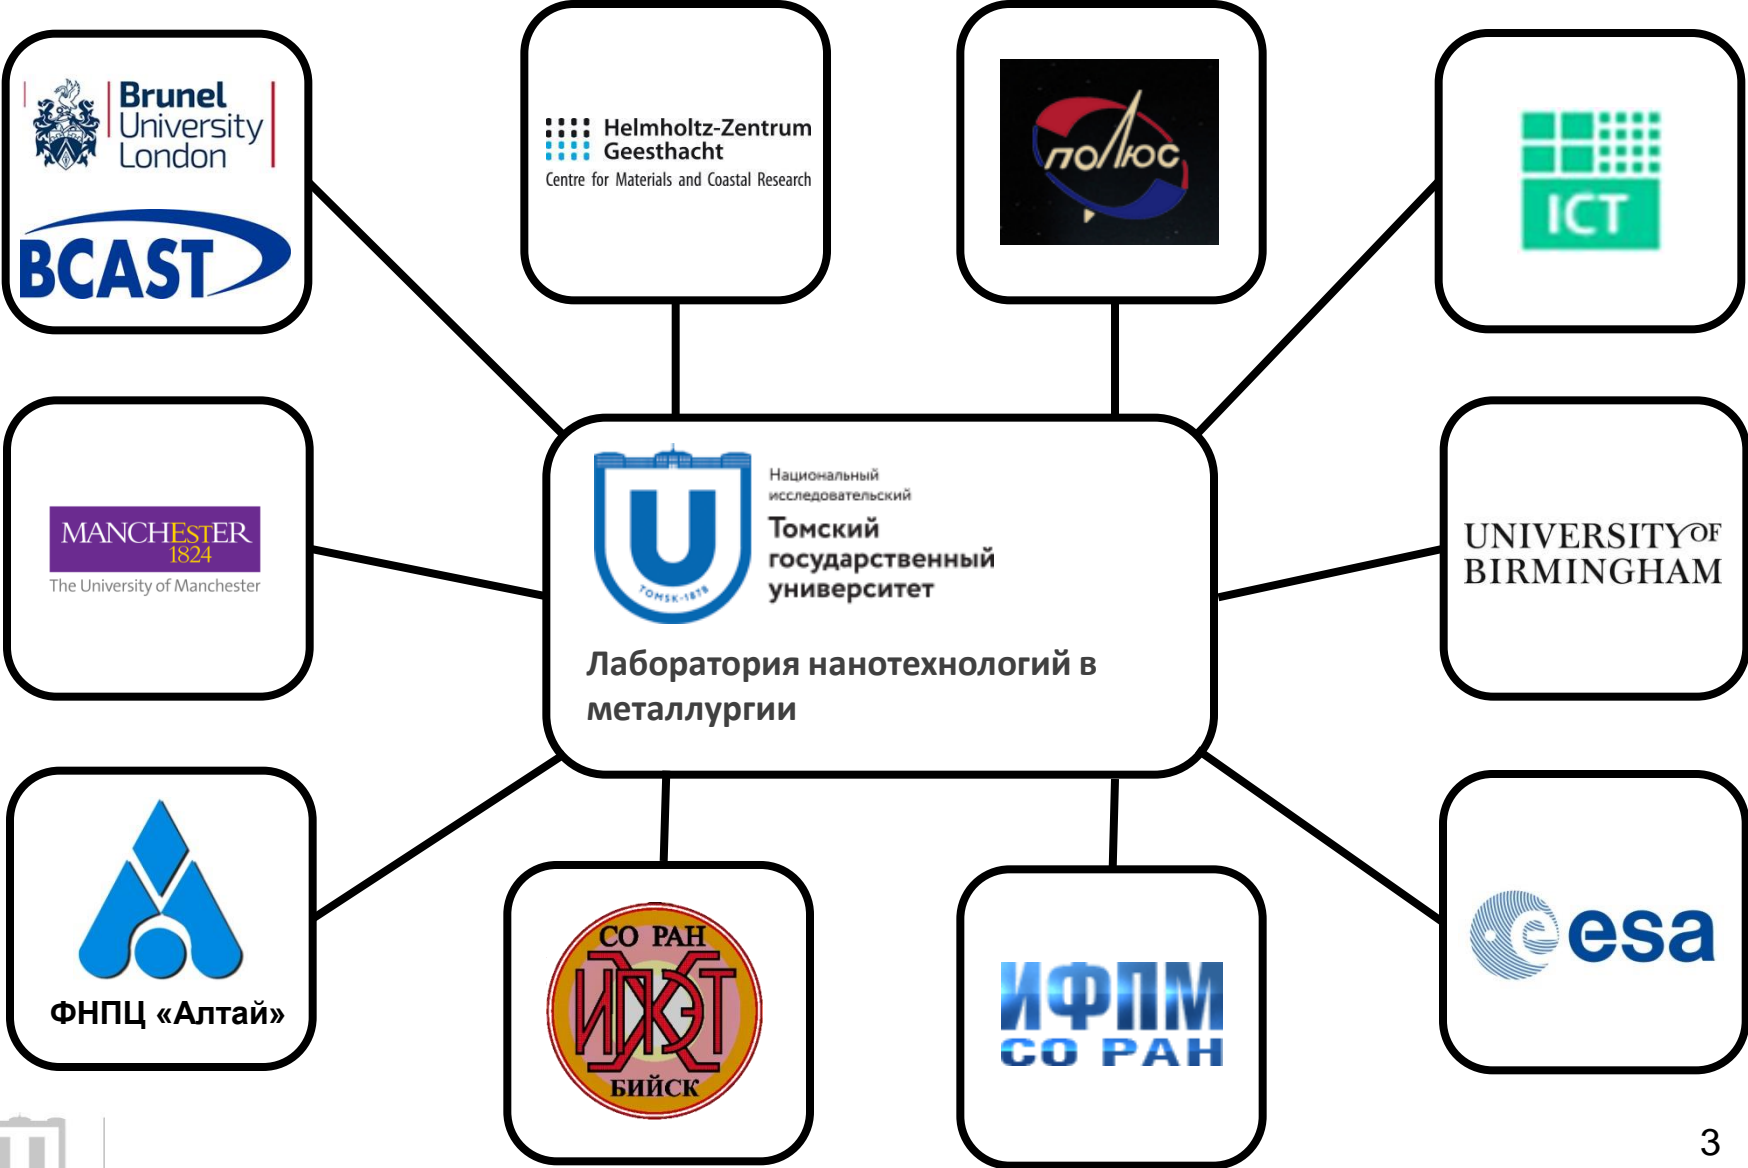 Brunel
University
London
BCAST
Helmholtz-Zentrum
Geesthacht
Centre for Materials and Coastal Research
ПОЛЮС
ICT
MANCHESTER
1824
The University of Manchester
Национальный
исследовательский
Томский
государственный
университет
TOMSK-1878
Лаборатория нанотехнологий в
металлургии
UNIVERSITY OF
BIRMINGHAM
ФНПЦ «Алтай»
СО РАН
ИПХЭТ
БИЙСК
ИФПМ
СО РАН
esa
3